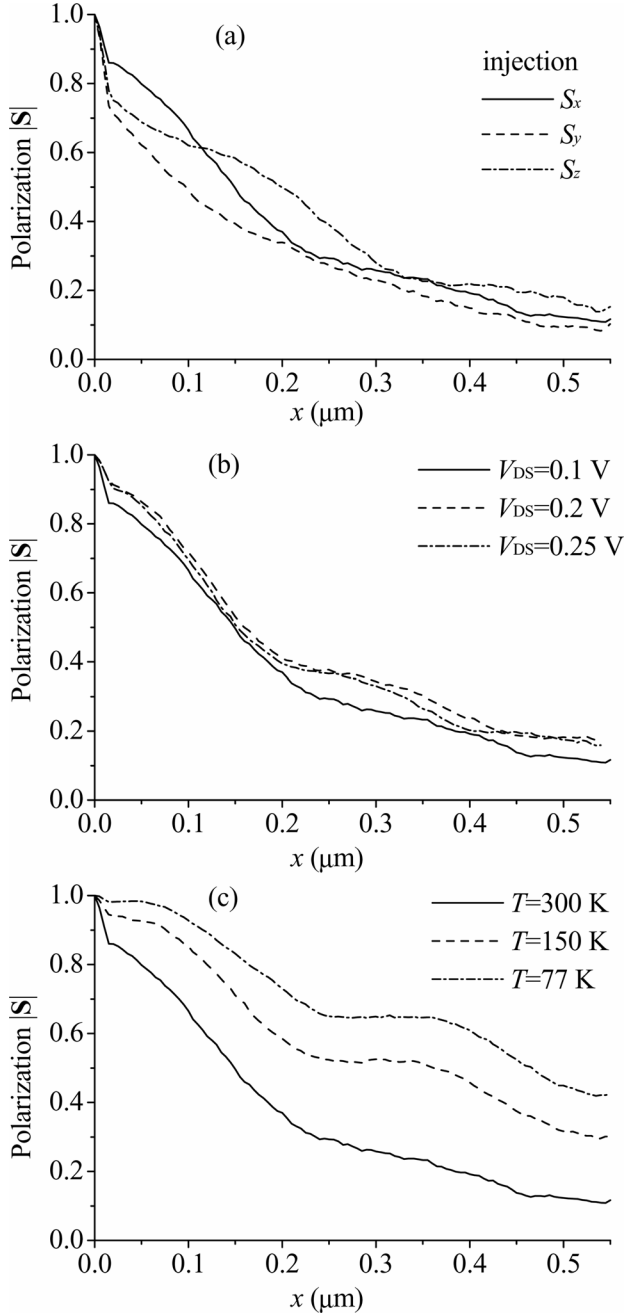 (a)
injection
Sx
Sy
Sz
Polarization |S|
1.0
0.8
0.6
0.4
0.2
0.0
0.0 0.1 0.2 0.3 0.4 0.5
x (μm)
(b)
VDS=0.1 V
VDS=0.2 V
VDS=0.25 V
Polarization |S|
1.0
0.8
0.6
0.4
0.2
0.0
0.0 0.1 0.2 0.3 0.4 0.5
x (μm)
(c)
T=300 K
T=150 K
T=77 K
Polarization |S|
1.0
0.8
0.6
0.4
0.2
0.0
0.0 0.1 0.2 0.3 0.4 0.5
x (μm)